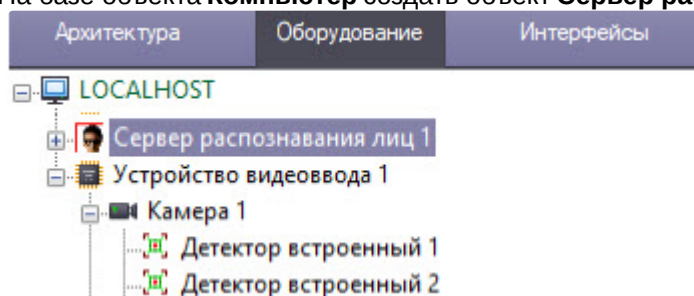 На базе объекта Компьютер создать объект Сервер ра
Архитектура Оборудование Интерфейсы
LOCALHOST
Сервер распознавания лиц 1
Устройство видеоввода 1
Камера 1
Детектор встроенный 1
Детектор встроенный 2